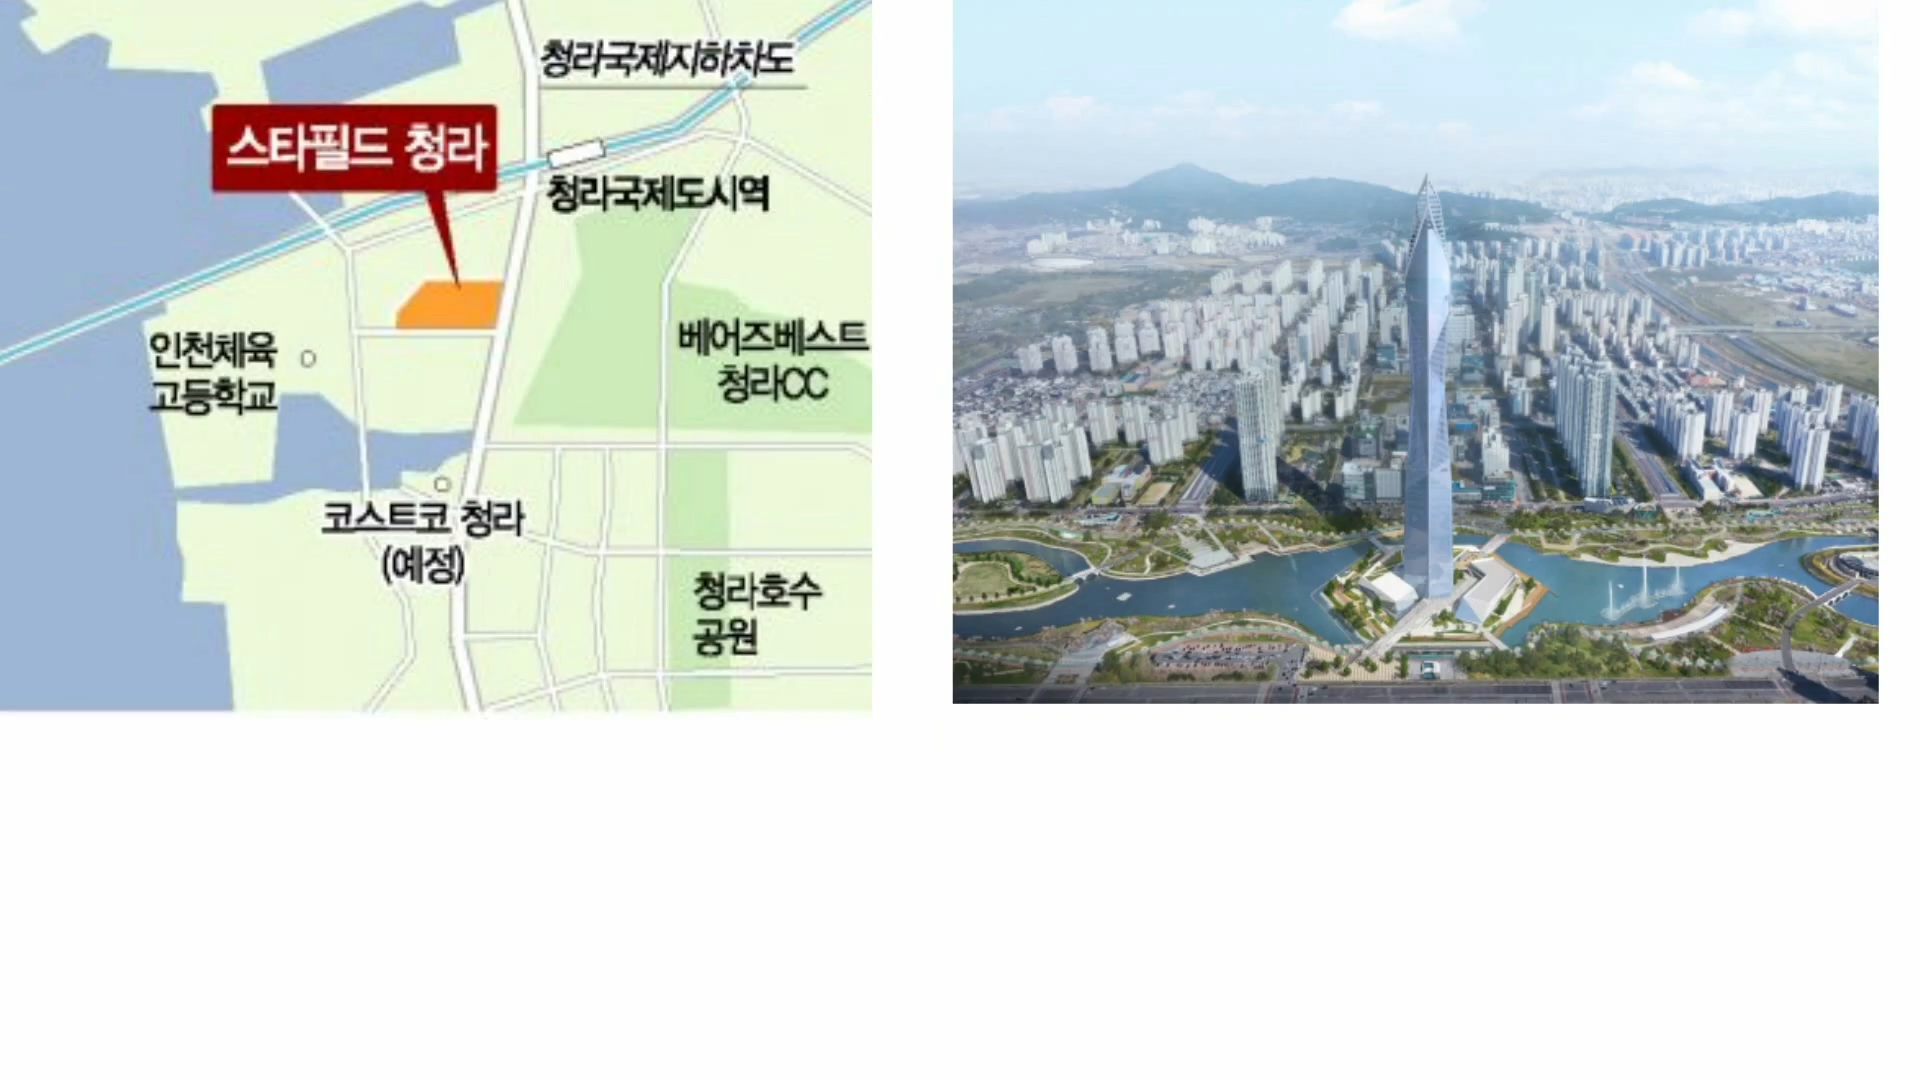 청라국제지하차도
스타필드 청라
청라국제도시역
인천체육
고등학교
베어즈베스트
청라CC
코스트코 청라
(예정)
청라호수
공원